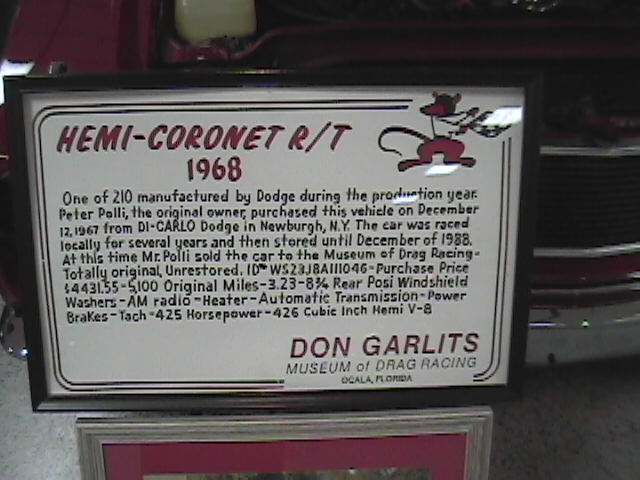 HEMI-CORONET R/T
1968
One of 210 manufactured by Dodge during the production year.
Peter Polli, the original owner, purchased this vehicle on December
12, 1967 from DI-CARLO Dodge in Newburgh, N.Y. The car was raced
locally for several years and then stored until December of 1988.
At this time Mr. Polli sold the car to the Museum of Drag Racing-
Totally original, Unrestored. ID# WS23J8A111046-Purchase Price
$4431.55-5,100 Original Miles-3.23-8¾ Rear Posi Windshield
Washers-AM radio-Heater-Automatic Transmission-Power
Brakes-Tach-425 Horsepower-426 Cubic Inch Hemi V-8
DON GARLITS
MUSEUM of DRAG RACING
OCALA, FLORIDA